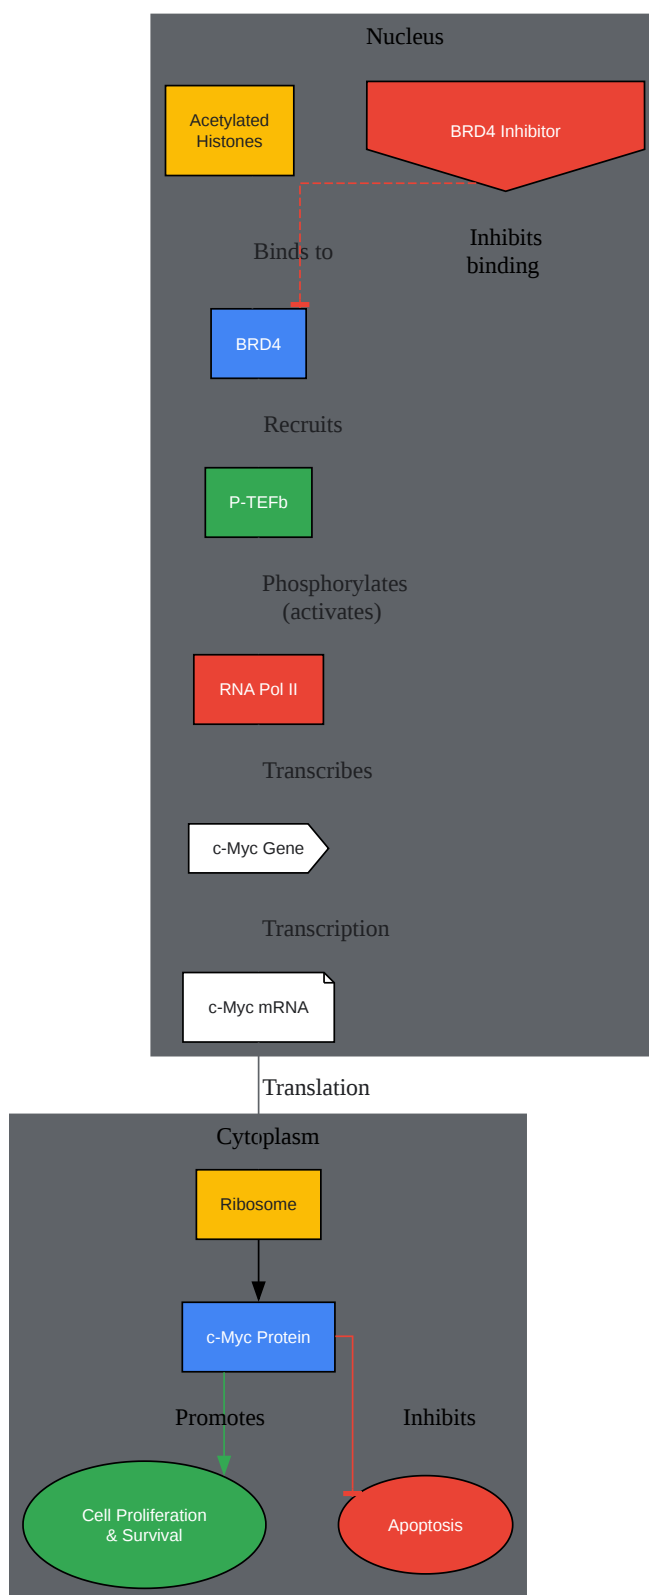 Nucleus
Acetylated
Histones
BRD4 Inhibitor
Binds to
Inhibits
binding
BRD4
Recruits
P-TEFb
Phosphorylates
(activates)
RNA Pol II
Transcribes
c-Myc Gene
Transcription
c-Myc mRNA
Translation
Cytoplasm
Ribosome
c-Myc Protein
Promotes
Inhibits
Cell Proliferation
& Survival
Apoptosis